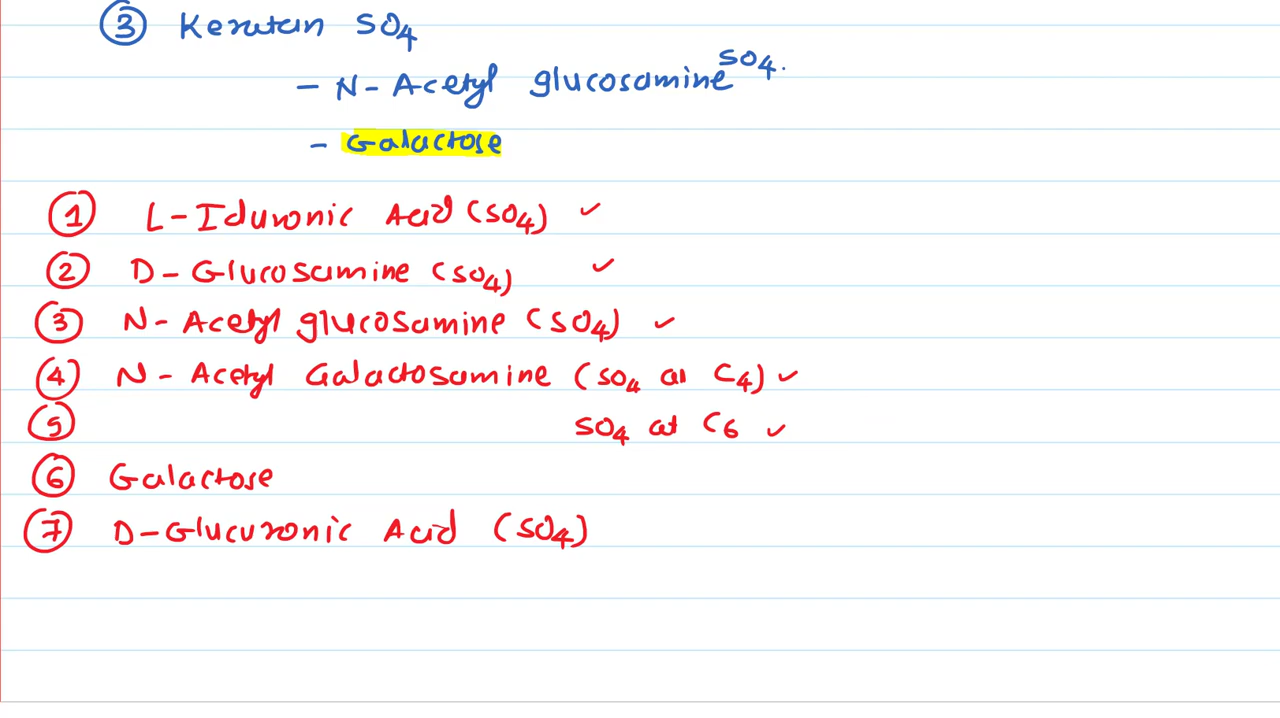 ③ Keratan SO4
- N-Acetyl glucosamine SO4.
- Galactose
① L-Iduronic Acid (SO4) ✓
② D-Glucosamine (SO4) ✓
③ N-Acetyl glucosamine (SO4) ✓
④ N-Acetyl Galactosamine (SO4 at C4) ✓
⑤ SO4 at C6 ✓
⑥ Galactose
⑦ D-Glucuronic Acid (SO4)